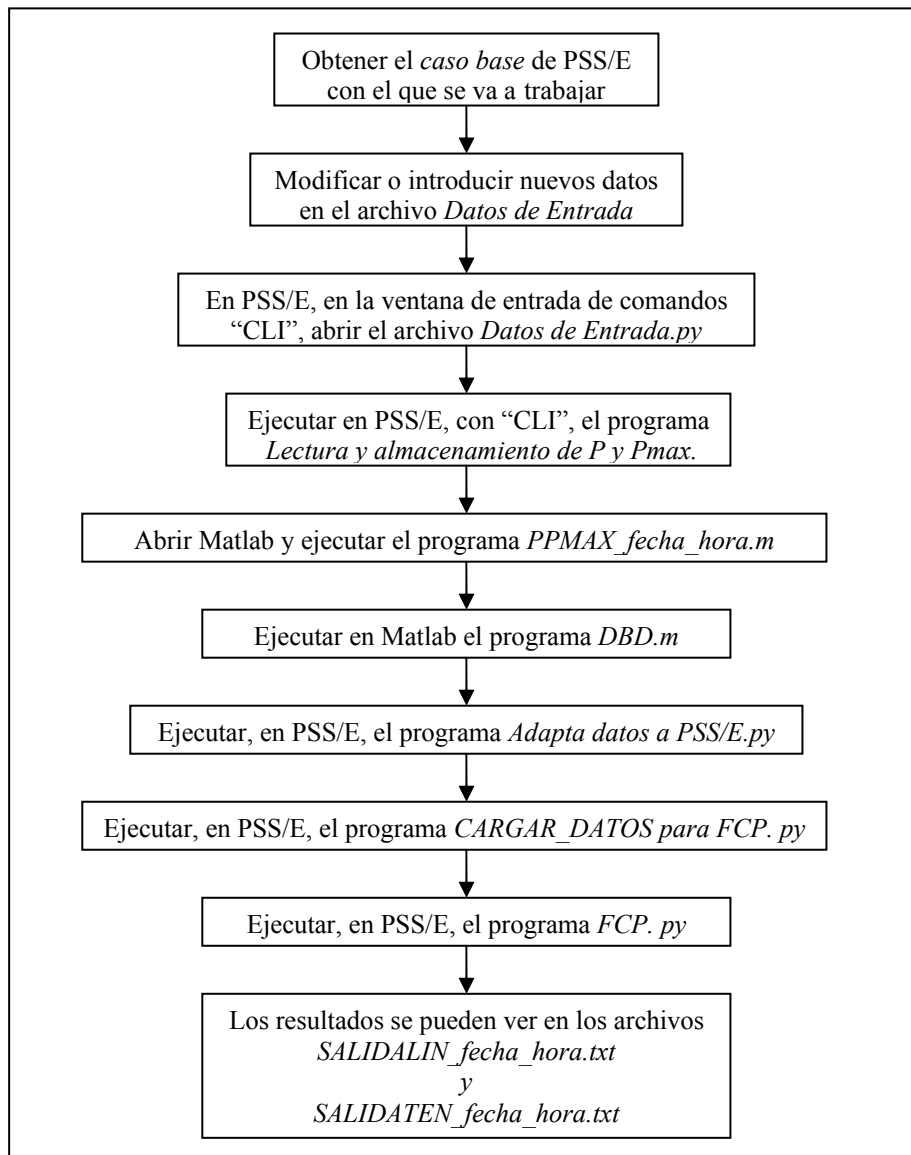 Obtener el caso base de PSS/E
con el que se va a trabajar
Modificar o introducir nuevos datos
en el archivo Datos de Entrada
En PSS/E, en la ventana de entrada de comandos
“CLI”, abrir el archivo Datos de Entrada.py
Ejecutar en PSS/E, con “CLI”, el programa
Lectura y almacenamiento de P y Pmax.
Abrir Matlab y ejecutar el programa PPMAX_fecha_hora.m
Ejecutar en Matlab el programa DBD.m
Ejecutar, en PSS/E, el programa Adapta datos a PSS/E.py
Ejecutar, en PSS/E, el programa CARGAR_DATOS para FCP. py
Ejecutar, en PSS/E, el programa FCP. py
Los resultados se pueden ver en los archivos
SALIDALIN_fecha_hora.txt
y
SALIDATEN_fecha_hora.txt